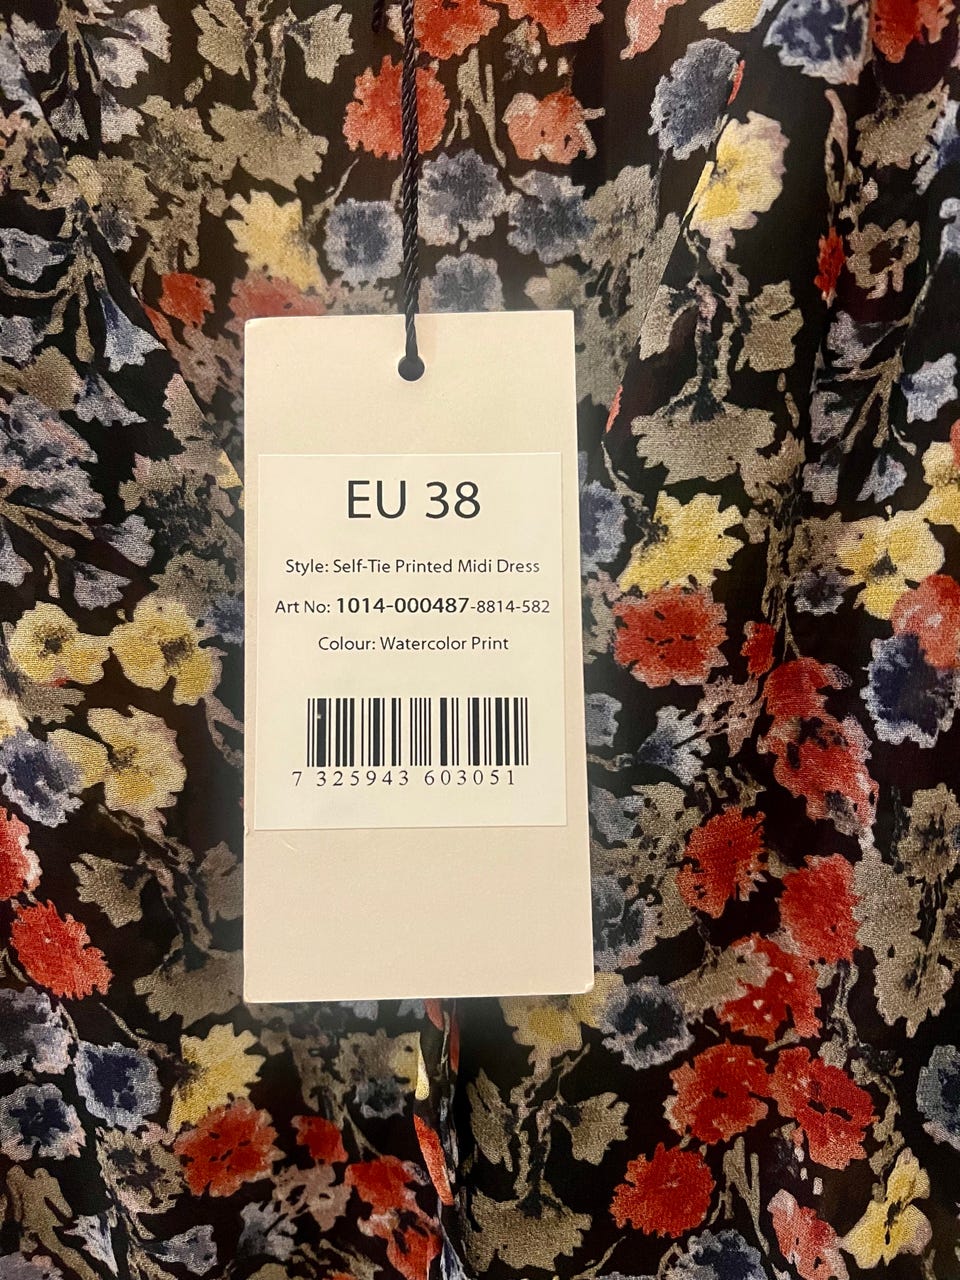 EU 38
Style: Self-Tie Printed Midi Dress
Art No: 1014-000487-8814-582
Colour: Watercolor Print
7 325943 603051